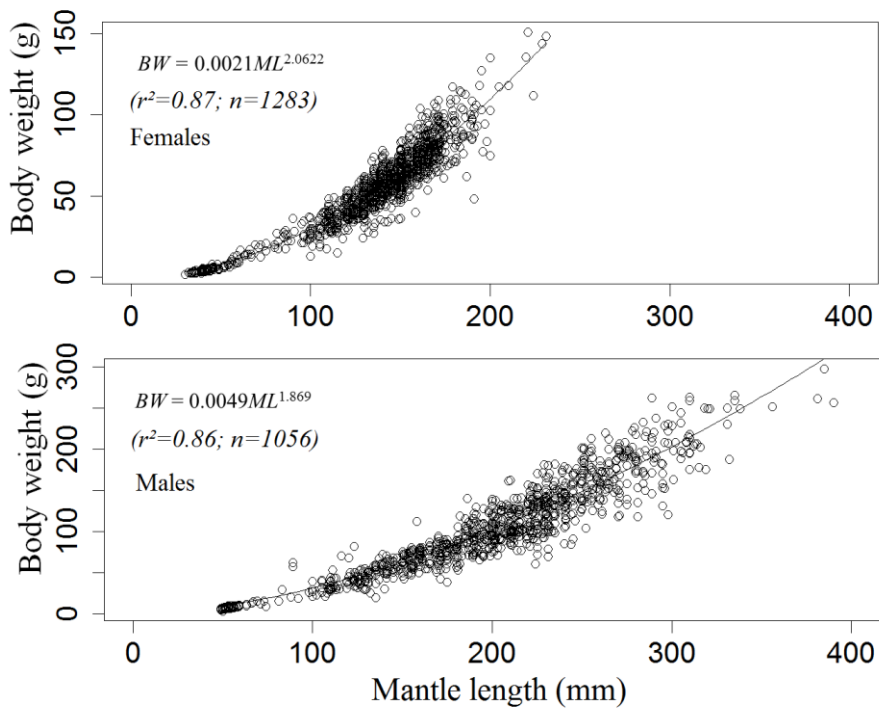 Body weight (g)
150
100
50
0
BW = 0.0021ML^2.0622
(r²=0.87; n=1283)
Females
0 100 200 300 400
Body weight (g)
300
200
100
0
BW = 0.0049ML^1.869
(r²=0.86; n=1056)
Males
0 100 200 300 400
Mantle length (mm)